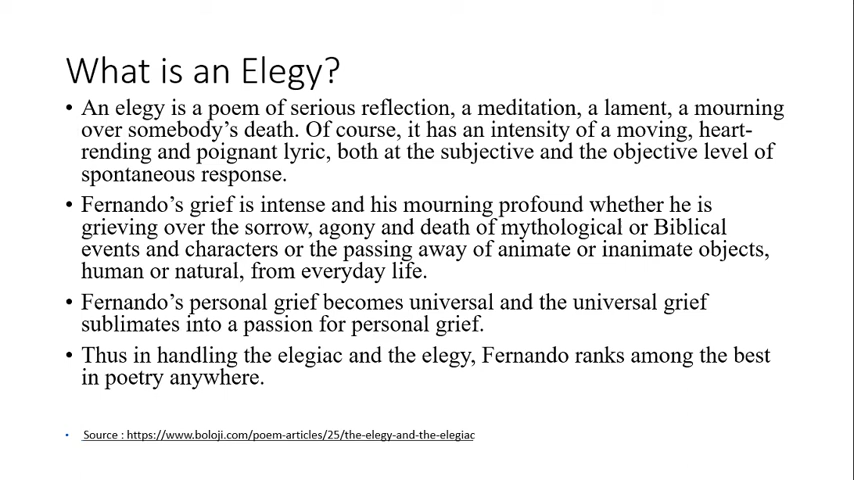 What is an Elegy?
• An elegy is a poem of serious reflection, a meditation, a lament, a mourning
over somebody’s death. Of course, it has an intensity of a moving, heart-
rending and poignant lyric, both at the subjective and the objective level of
spontaneous response.
• Fernando’s grief is intense and his mourning profound whether he is
grieving over the sorrow, agony and death of mythological or Biblical
events and characters or the passing away of animate or inanimate objects,
human or natural, from everyday life.
• Fernando’s personal grief becomes universal and the universal grief
sublimates into a passion for personal grief.
• Thus in handling the elegiac and the elegy, Fernando ranks among the best
in poetry anywhere.
• Source : https://www.boloji.com/poem-articles/25/the-elegy-and-the-elegiac